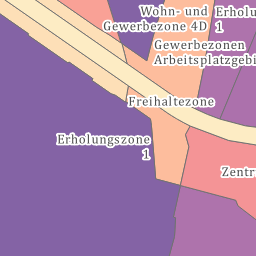 Wohn- und
Gewerbezone 4D
Erholu
1
Gewerbezonen
Arbeitsplatzgebi
Freihaltezone
Erholungszone
1
Zentr